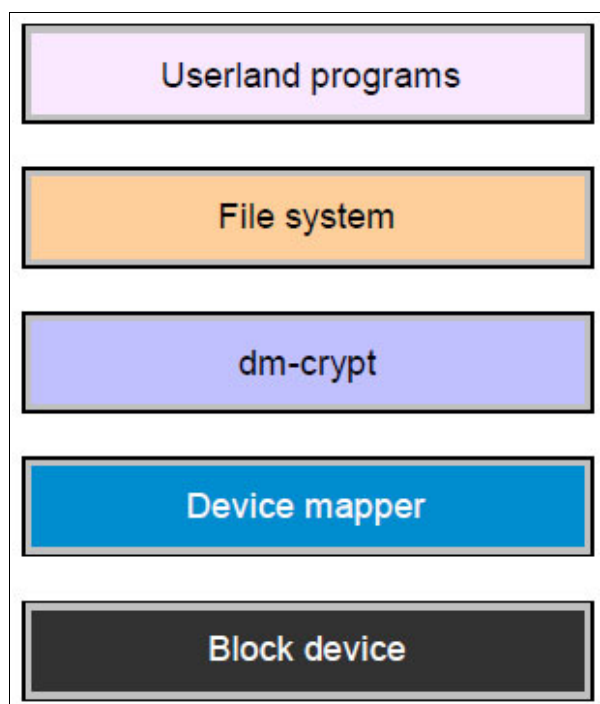 Userland programs
File system
dm-crypt
Device mapper
Block device